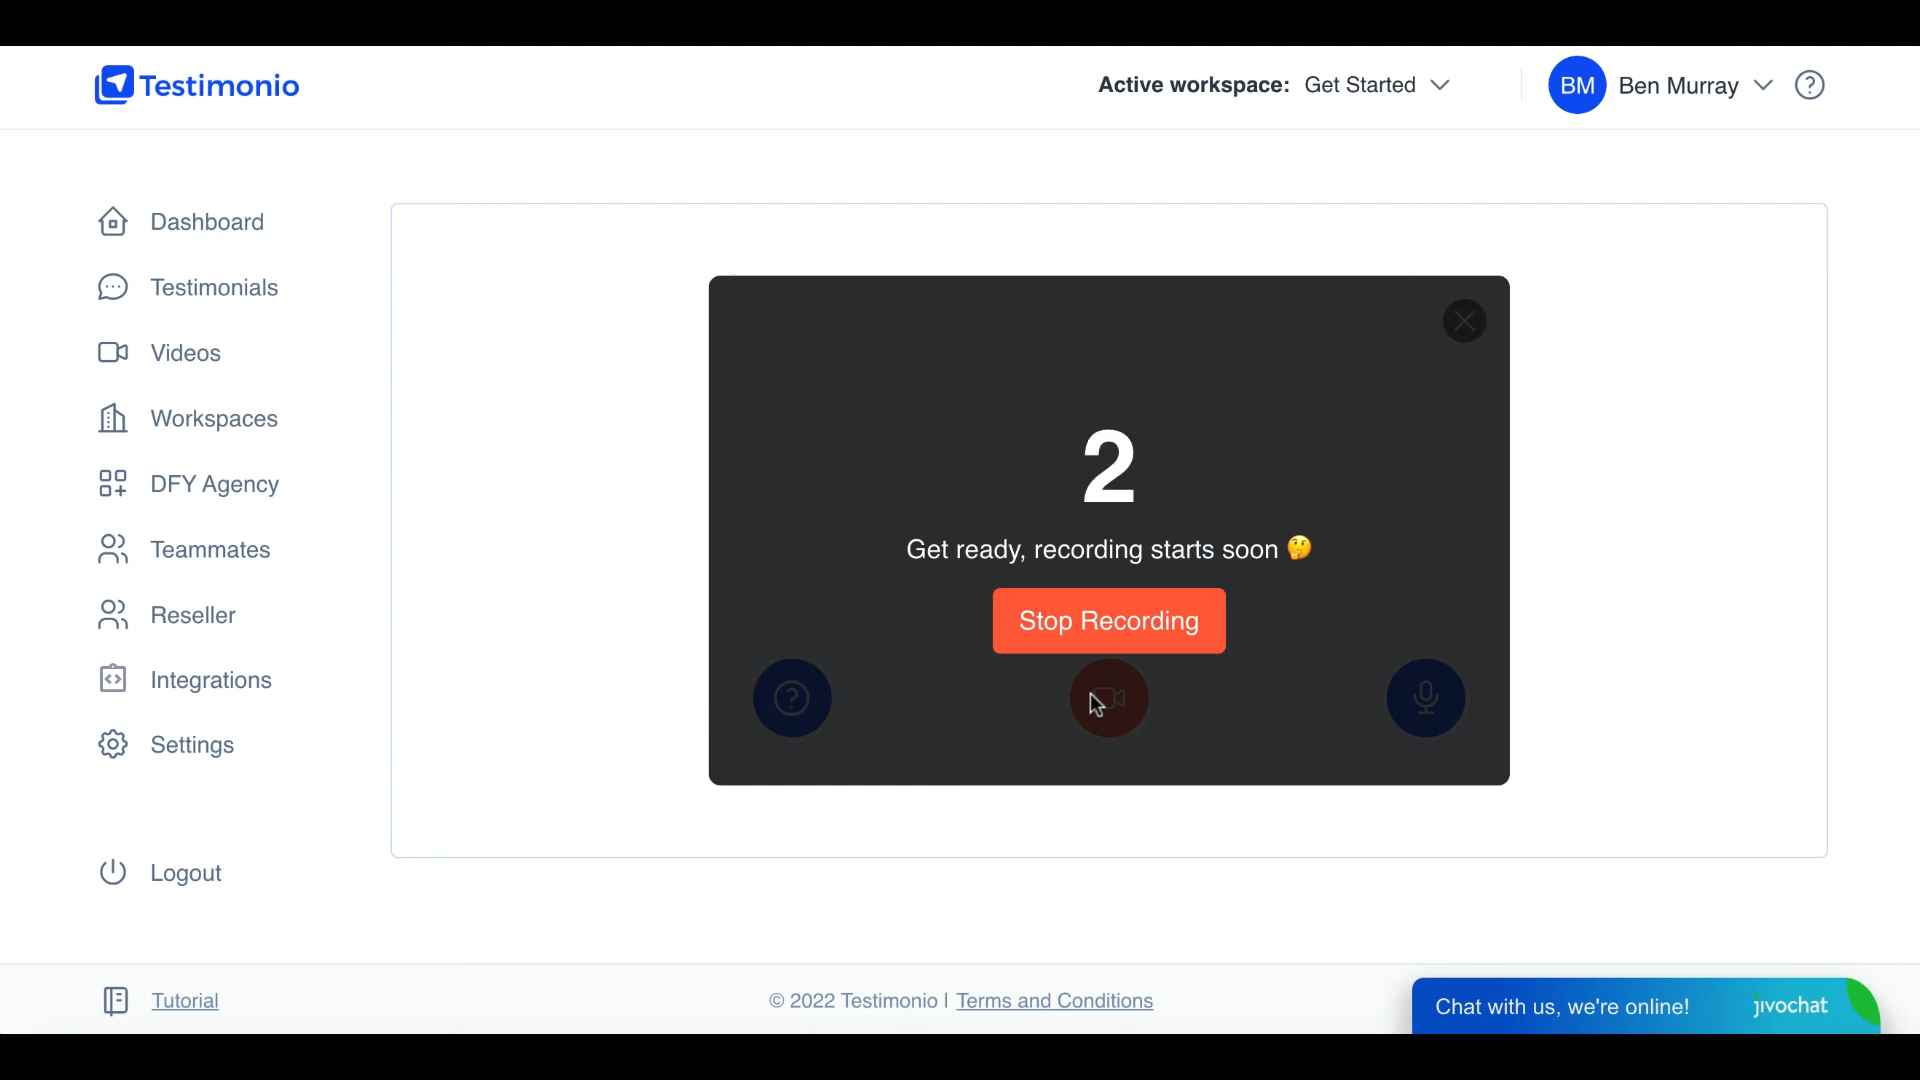 Testimonio
Active workspace: Get Started
BM Ben Murray
Dashboard
Testimonials
Videos
Workspaces
DFY Agency
Teammates
Reseller
Integrations
Settings
Logout
2
Get ready, recording starts soon 🤔
Stop Recording
Tutorial
© 2022 Testimonio | Terms and Conditions
Chat with us, we're online! jivochat